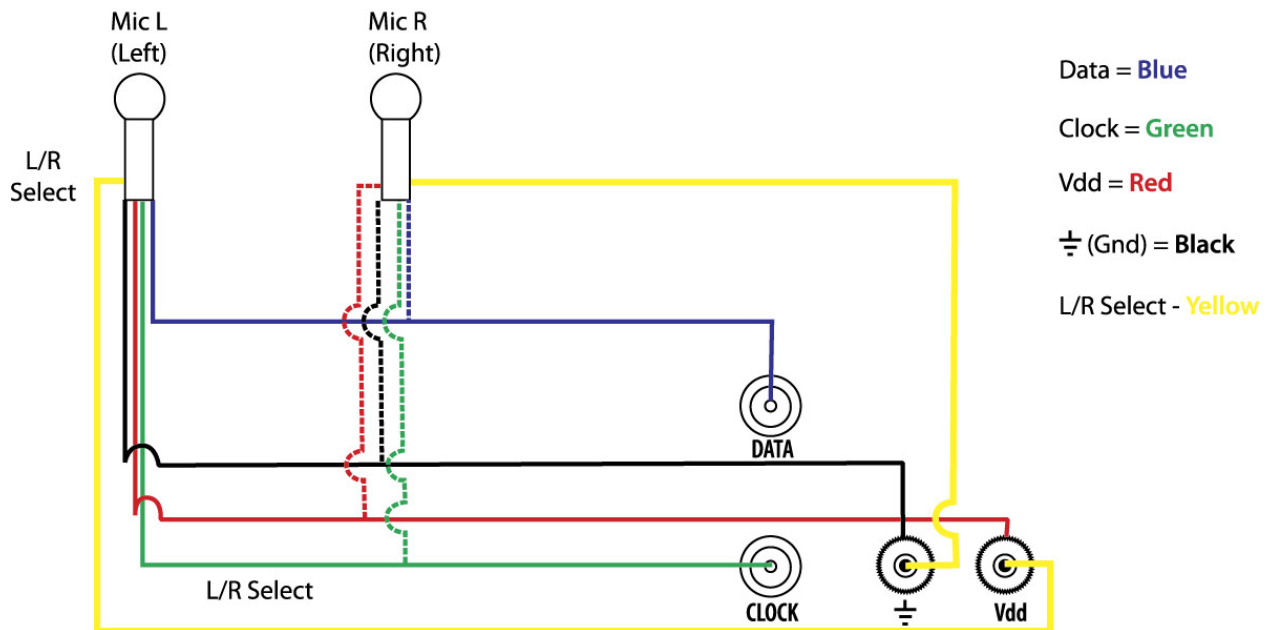 Mic L
(Left)
Mic R
(Right)
L/R
Select
Data = Blue
Clock = Green
Vdd = Red
⏚ (Gnd) = Black
L/R Select - Yellow
DATA
L/R Select
CLOCK
⏚
Vdd